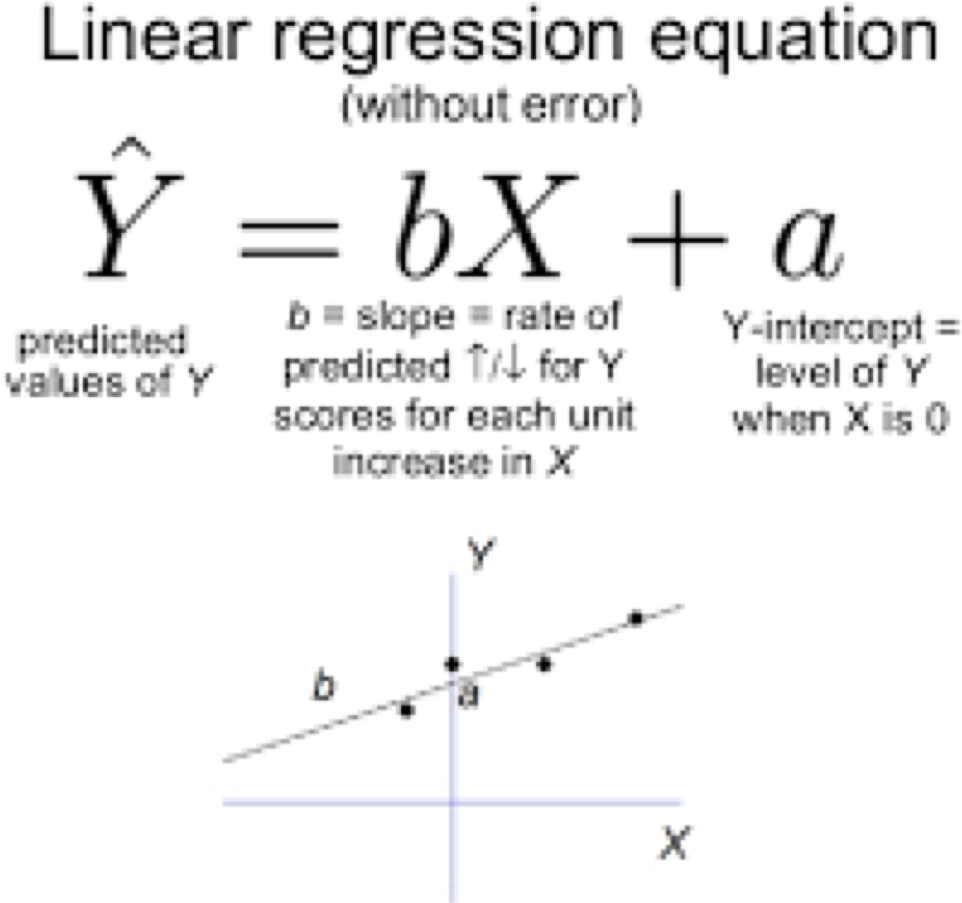 Linear regression equation
(without error)
Ŷ = bX + a
predicted
values of Y
b = slope = rate of
predicted ↑/↓ for Y
scores for each unit
increase in X
Y-intercept =
level of Y
when X is 0
Y
b
a
X